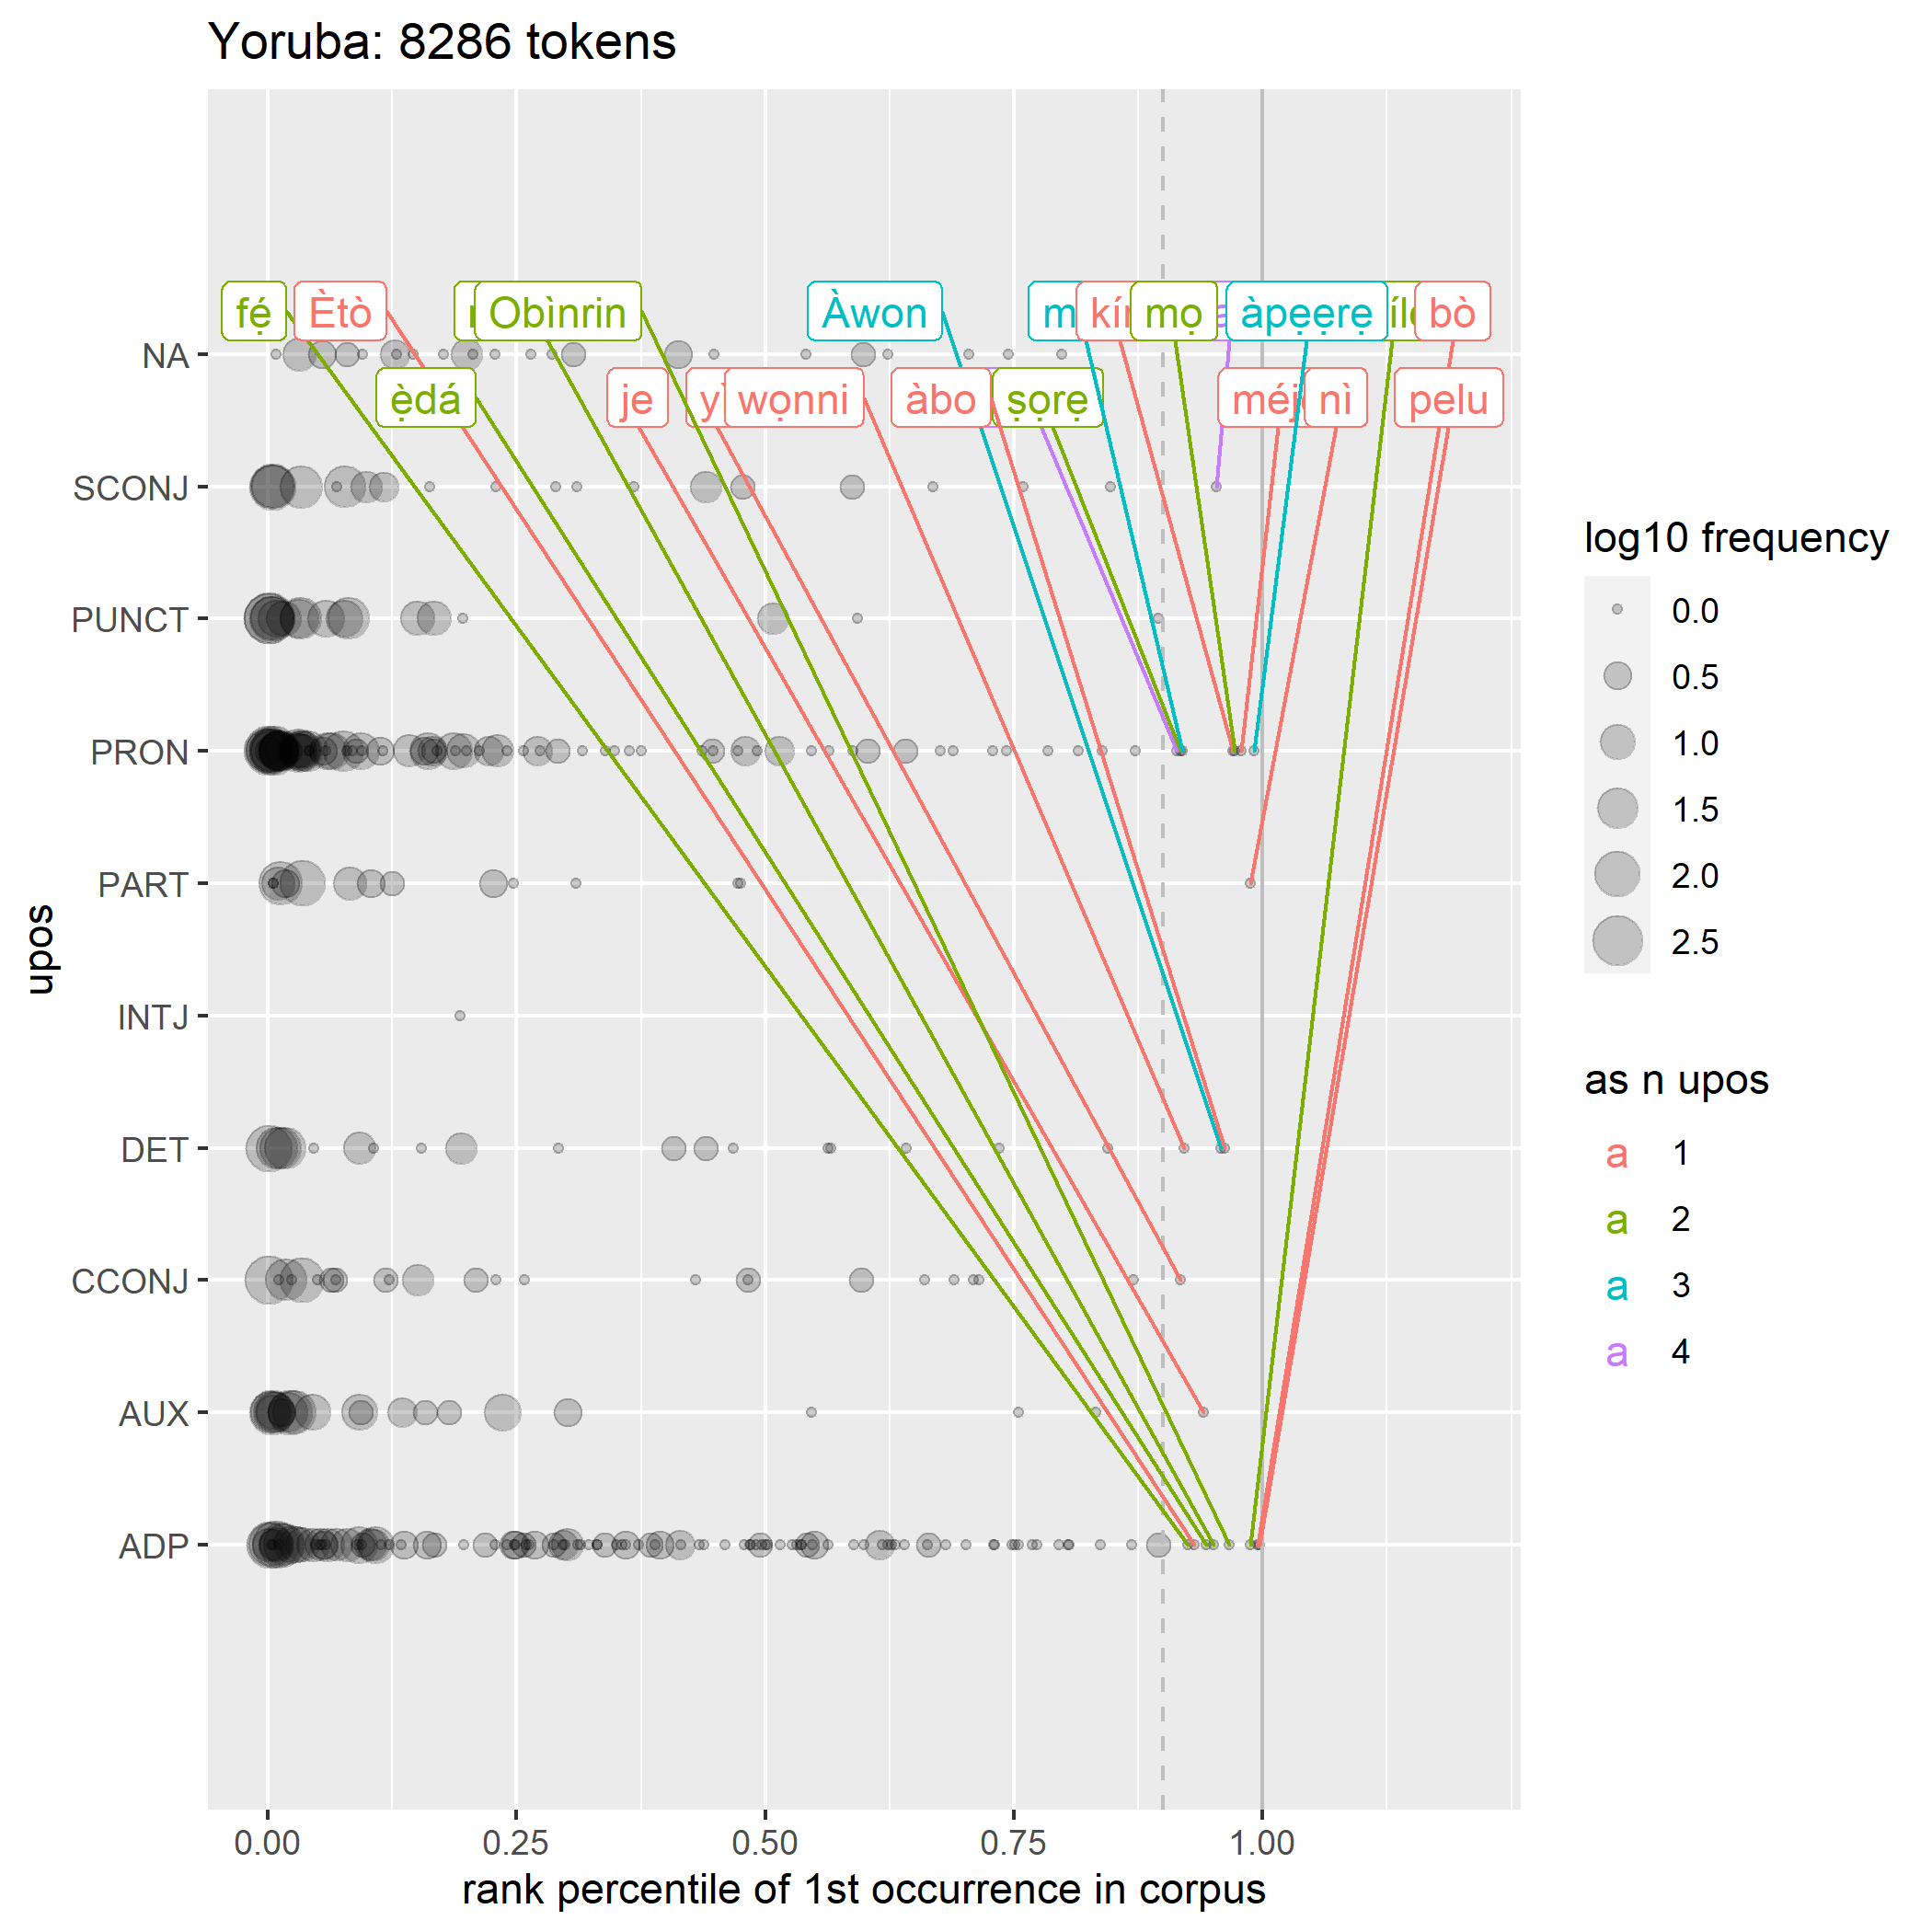 Yoruba: 8286 tokens
fẹ́
Ètò
Obìnrin
Àwon
mọ
àpẹẹrẹ
bò
ẹ̀dá
je
wọnni
àbo
sọrẹ
nì
pelu
NA
SCONJ
PUNCT
PRON
PART
INTJ
DET
CCONJ
AUX
ADP
upos
0.00 0.25 0.50 0.75 1.00
rank percentile of 1st occurrence in corpus
log10 frequency
0.0
0.5
1.0
1.5
2.0
2.5
as n upos
a 1
a 2
a 3
a 4